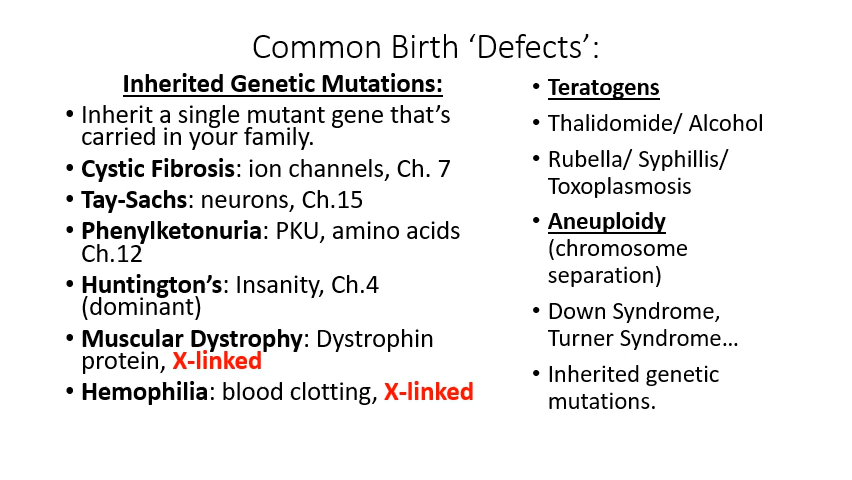 Common Birth ‘Defects’:
Inherited Genetic Mutations:
• Inherit a single mutant gene that’s
carried in your family.
• Cystic Fibrosis: ion channels, Ch. 7
• Tay-Sachs: neurons, Ch.15
• Phenylketonuria: PKU, amino acids
Ch.12
• Huntington’s: Insanity, Ch.4
(dominant)
• Muscular Dystrophy: Dystrophin
protein, X-linked
• Hemophilia: blood clotting, X-linked
• Teratogens
• Thalidomide/ Alcohol
• Rubella/ Syphillis/
Toxoplasmosis
• Aneuploidy
(chromosome
separation)
• Down Syndrome,
Turner Syndrome…
• Inherited genetic
mutations.